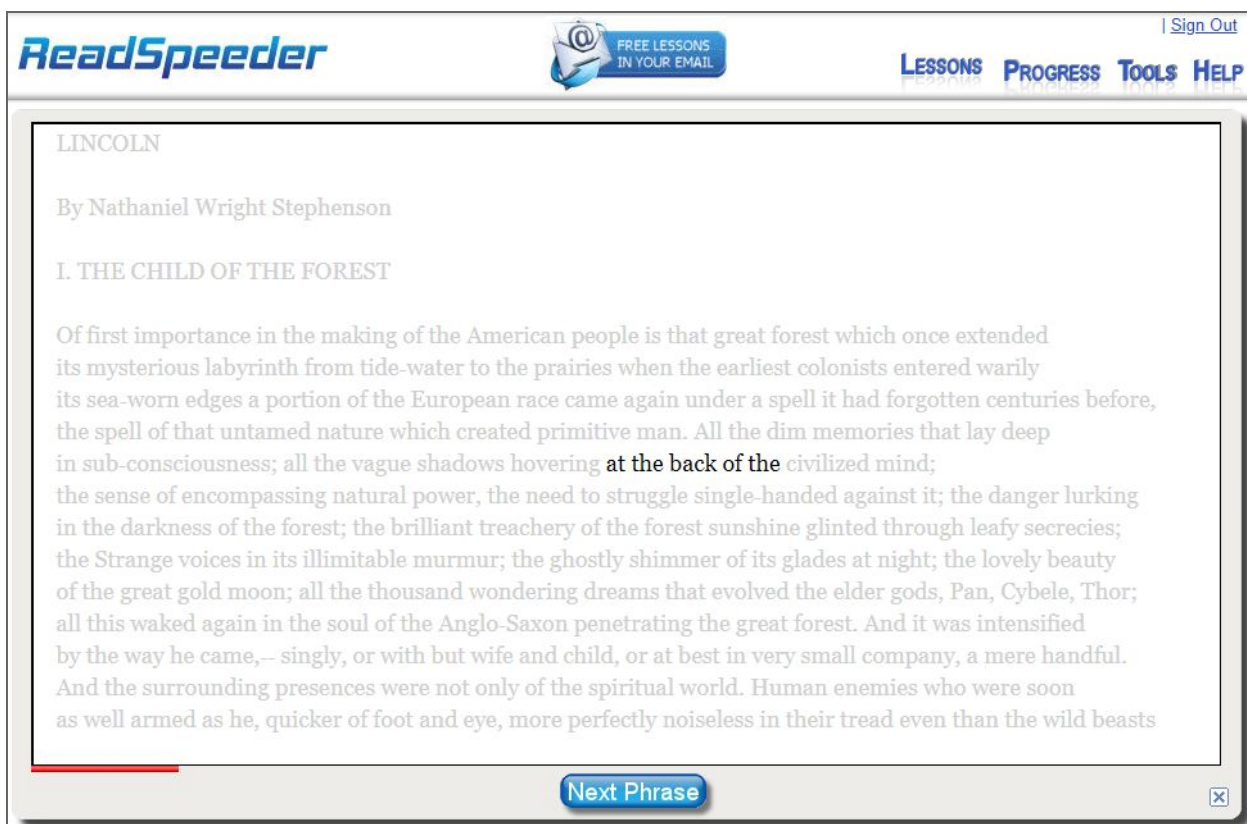 | Sign Out
ReadSpeeder
@ FREE LESSONS
IN YOUR EMAIL
LESSONS PROGRESS TOOLS HELP
LINCOLN
By Nathaniel Wright Stephenson
I. THE CHILD OF THE FOREST
Of first importance in the making of the American people is that great forest which once extended
its mysterious labyrinth from tide-water to the prairies when the earliest colonists entered warily
its sea-worn edges a portion of the European race came again under a spell it had forgotten centuries before,
the spell of that untamed nature which created primitive man. All the dim memories that lay deep
in sub-consciousness; all the vague shadows hovering at the back of the civilized mind;
the sense of encompassing natural power, the need to struggle single-handed against it; the danger lurking
in the darkness of the forest; the brilliant treachery of the forest sunshine glinted through leafy secrecies;
the Strange voices in its illimitable murmur; the ghostly shimmer of its glades at night; the lovely beauty
of the great gold moon; all the thousand wondering dreams that evolved the elder gods, Pan, Cybele, Thor;
all this waked again in the soul of the Anglo-Saxon penetrating the great forest. And it was intensified
by the way he came,-- singly, or with but wife and child, or at best in very small company, a mere handful.
And the surrounding presences were not only of the spiritual world. Human enemies who were soon
as well armed as he, quicker of foot and eye, more perfectly noiseless in their tread even than the wild beasts
Next Phrase